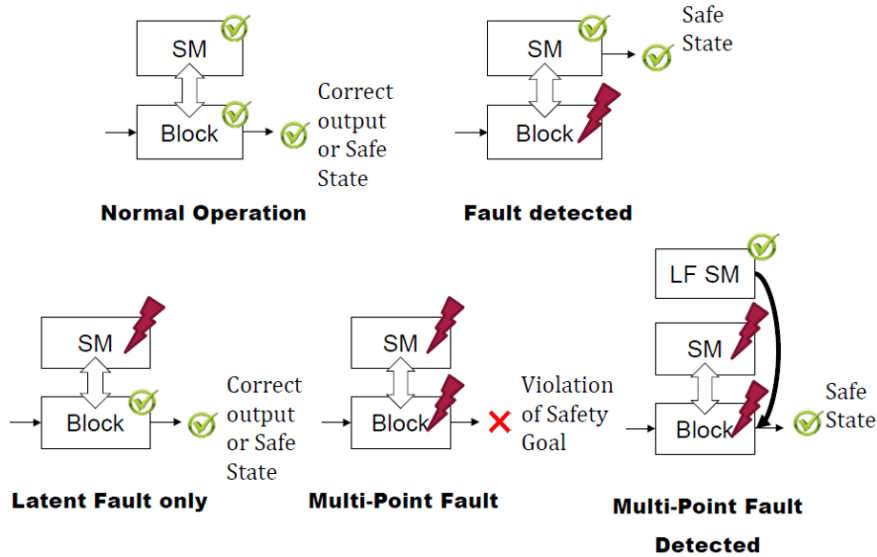 SM
Block
Correct
output
or Safe
State
Normal Operation
SM
Safe
State
Block
Fault detected
SM
Block
Correct
output
or Safe
State
Latent Fault only
SM
Block
Violation
of Safety
Goal
Multi-Point Fault
LF SM
SM
Block
Safe
State
Multi-Point Fault
Detected